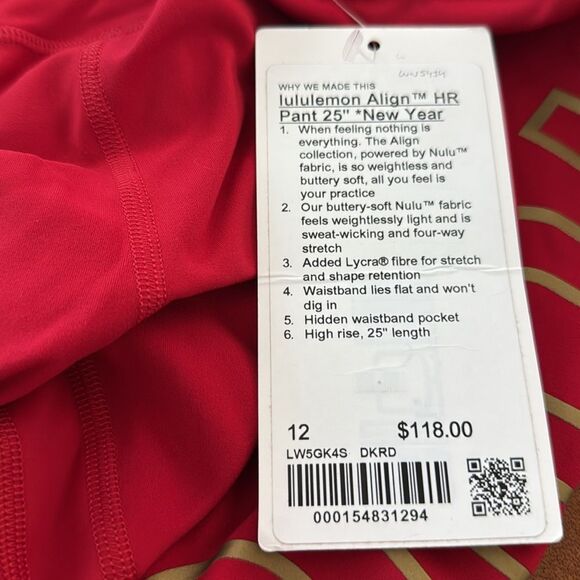 WHY WE MADE THIS
lululemon Align™ HR
Pant 25" *New Year
1. When feeling nothing is
everything. The Align
collection, powered by Nulu™
fabric, is so weightless and
buttery soft, all you feel is
your practice
2. Our buttery-soft Nulu™ fabric
feels weightlessly light and is
sweat-wicking and four-way
stretch
3. Added Lycra® fibre for stretch
and shape retention
4. Waistband lies flat and won't
dig in
5. Hidden waistband pocket
6. High rise, 25" length
12 $118.00
LW5GK4S DKRD
000154831294